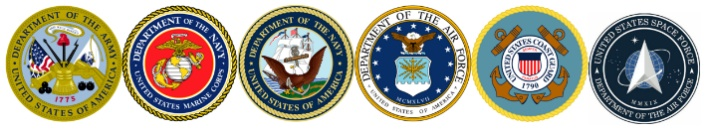 DEPARTMENT OF THE ARMY
UNITED STATES OF AMERICA
1775
DEPARTMENT OF THE NAVY
UNITED STATES MARINE CORPS
DEPARTMENT OF THE NAVY
UNITED STATES OF AMERICA
DEPARTMENT OF THE AIR FORCE
MCMXLVII
UNITED STATES OF AMERICA
UNITED STATES COAST GUARD
1790
UNITED STATES SPACE FORCE
MMXIX
DEPARTMENT OF THE AIR FORCE